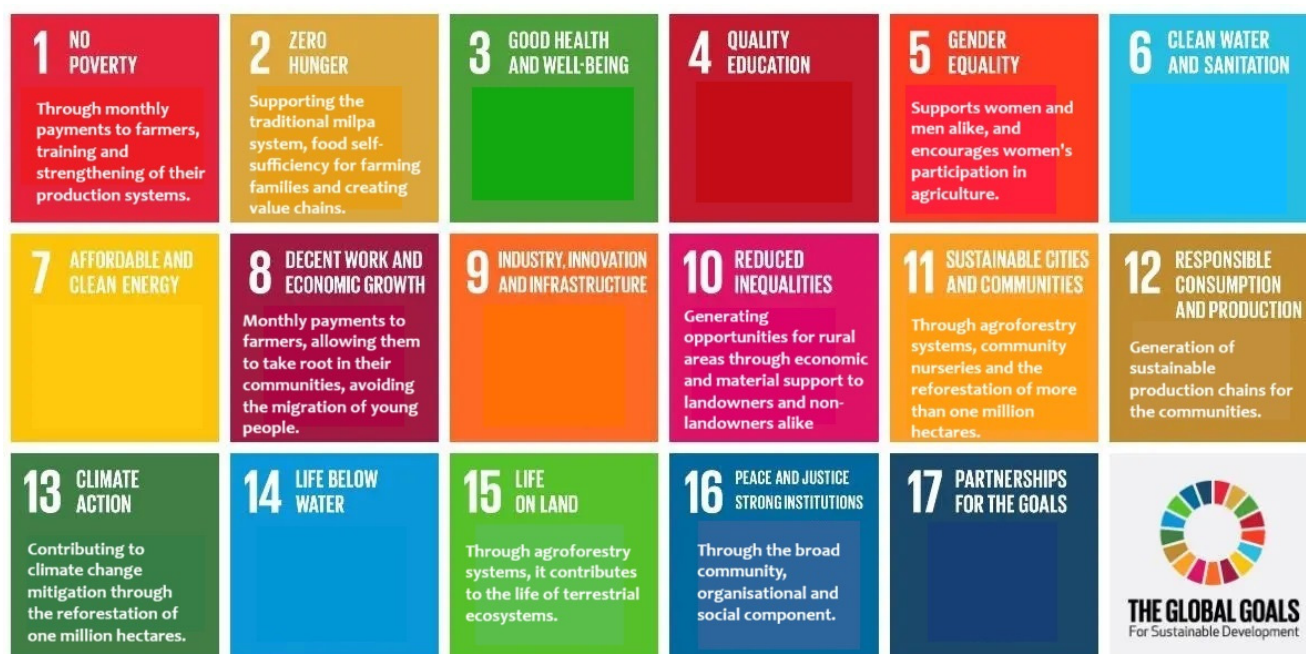 1 NO
POVERTY
Through monthly
payments to farmers,
training and
strengthening of their
production systems.
2 ZERO
HUNGER
Supporting the
traditional milpa
system, food self-
sufficiency for farming
families and creating
value chains.
3 GOOD HEALTH
AND WELL-BEING
4 QUALITY
EDUCATION
5 GENDER
EQUALITY
Supports women and
men alike, and
encourages women's
participation in
agriculture.
6 CLEAN WATER
AND SANITATION
7 AFFORDABLE AND
CLEAN ENERGY
8 DECENT WORK AND
ECONOMIC GROWTH
Monthly payments to
farmers, allowing them
to take root in their
communities, avoiding
the migration of young
people.
9 INDUSTRY, INNOVATION
AND INFRASTRUCTURE
10 REDUCED
INEQUALITIES
Generating
opportunities for rural
areas through economic
and material support to
landowners and non-
landowners alike
11 SUSTAINABLE CITIES
AND COMMUNITIES
Through agroforestry
systems, community
nurseries and the
reforestation of more
than one million
hectares.
12 RESPONSIBLE
CONSUMPTION
AND PRODUCTION
Generation of
sustainable
production chains for
the communities.
13 CLIMATE
ACTION
Contributing to
climate change
mitigation through
the reforestation of
one million hectares.
14 LIFE BELOW
WATER
15 LIFE
ON LAND
Through agroforestry
systems, it contributes
to the life of terrestrial
ecosystems.
16 PEACE AND JUSTICE
STRONG INSTITUTIONS
Through the broad
community,
organisational and
social component.
17 PARTNERSHIPS
FOR THE GOALS
THE GLOBAL GOALS
For Sustainable Development